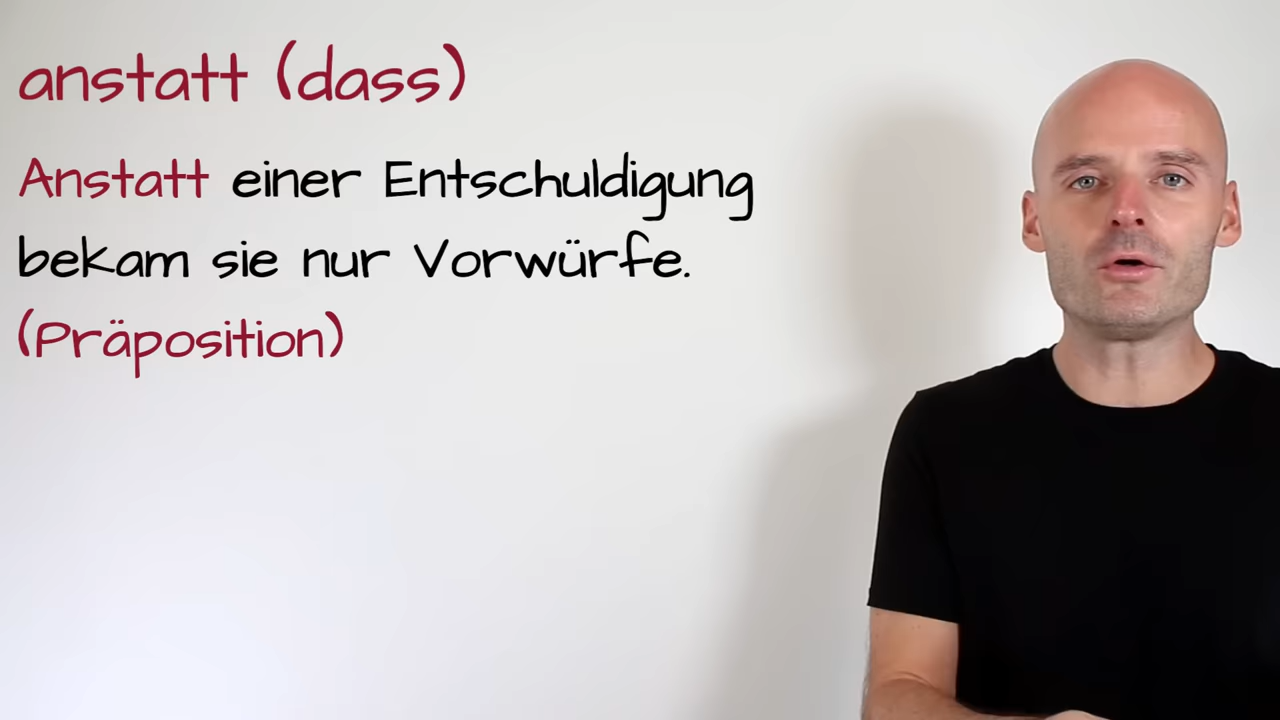 anstatt (dass)
Anstatt einer Entschuldigung
bekam sie nur Vorwürfe.
(Präposition)